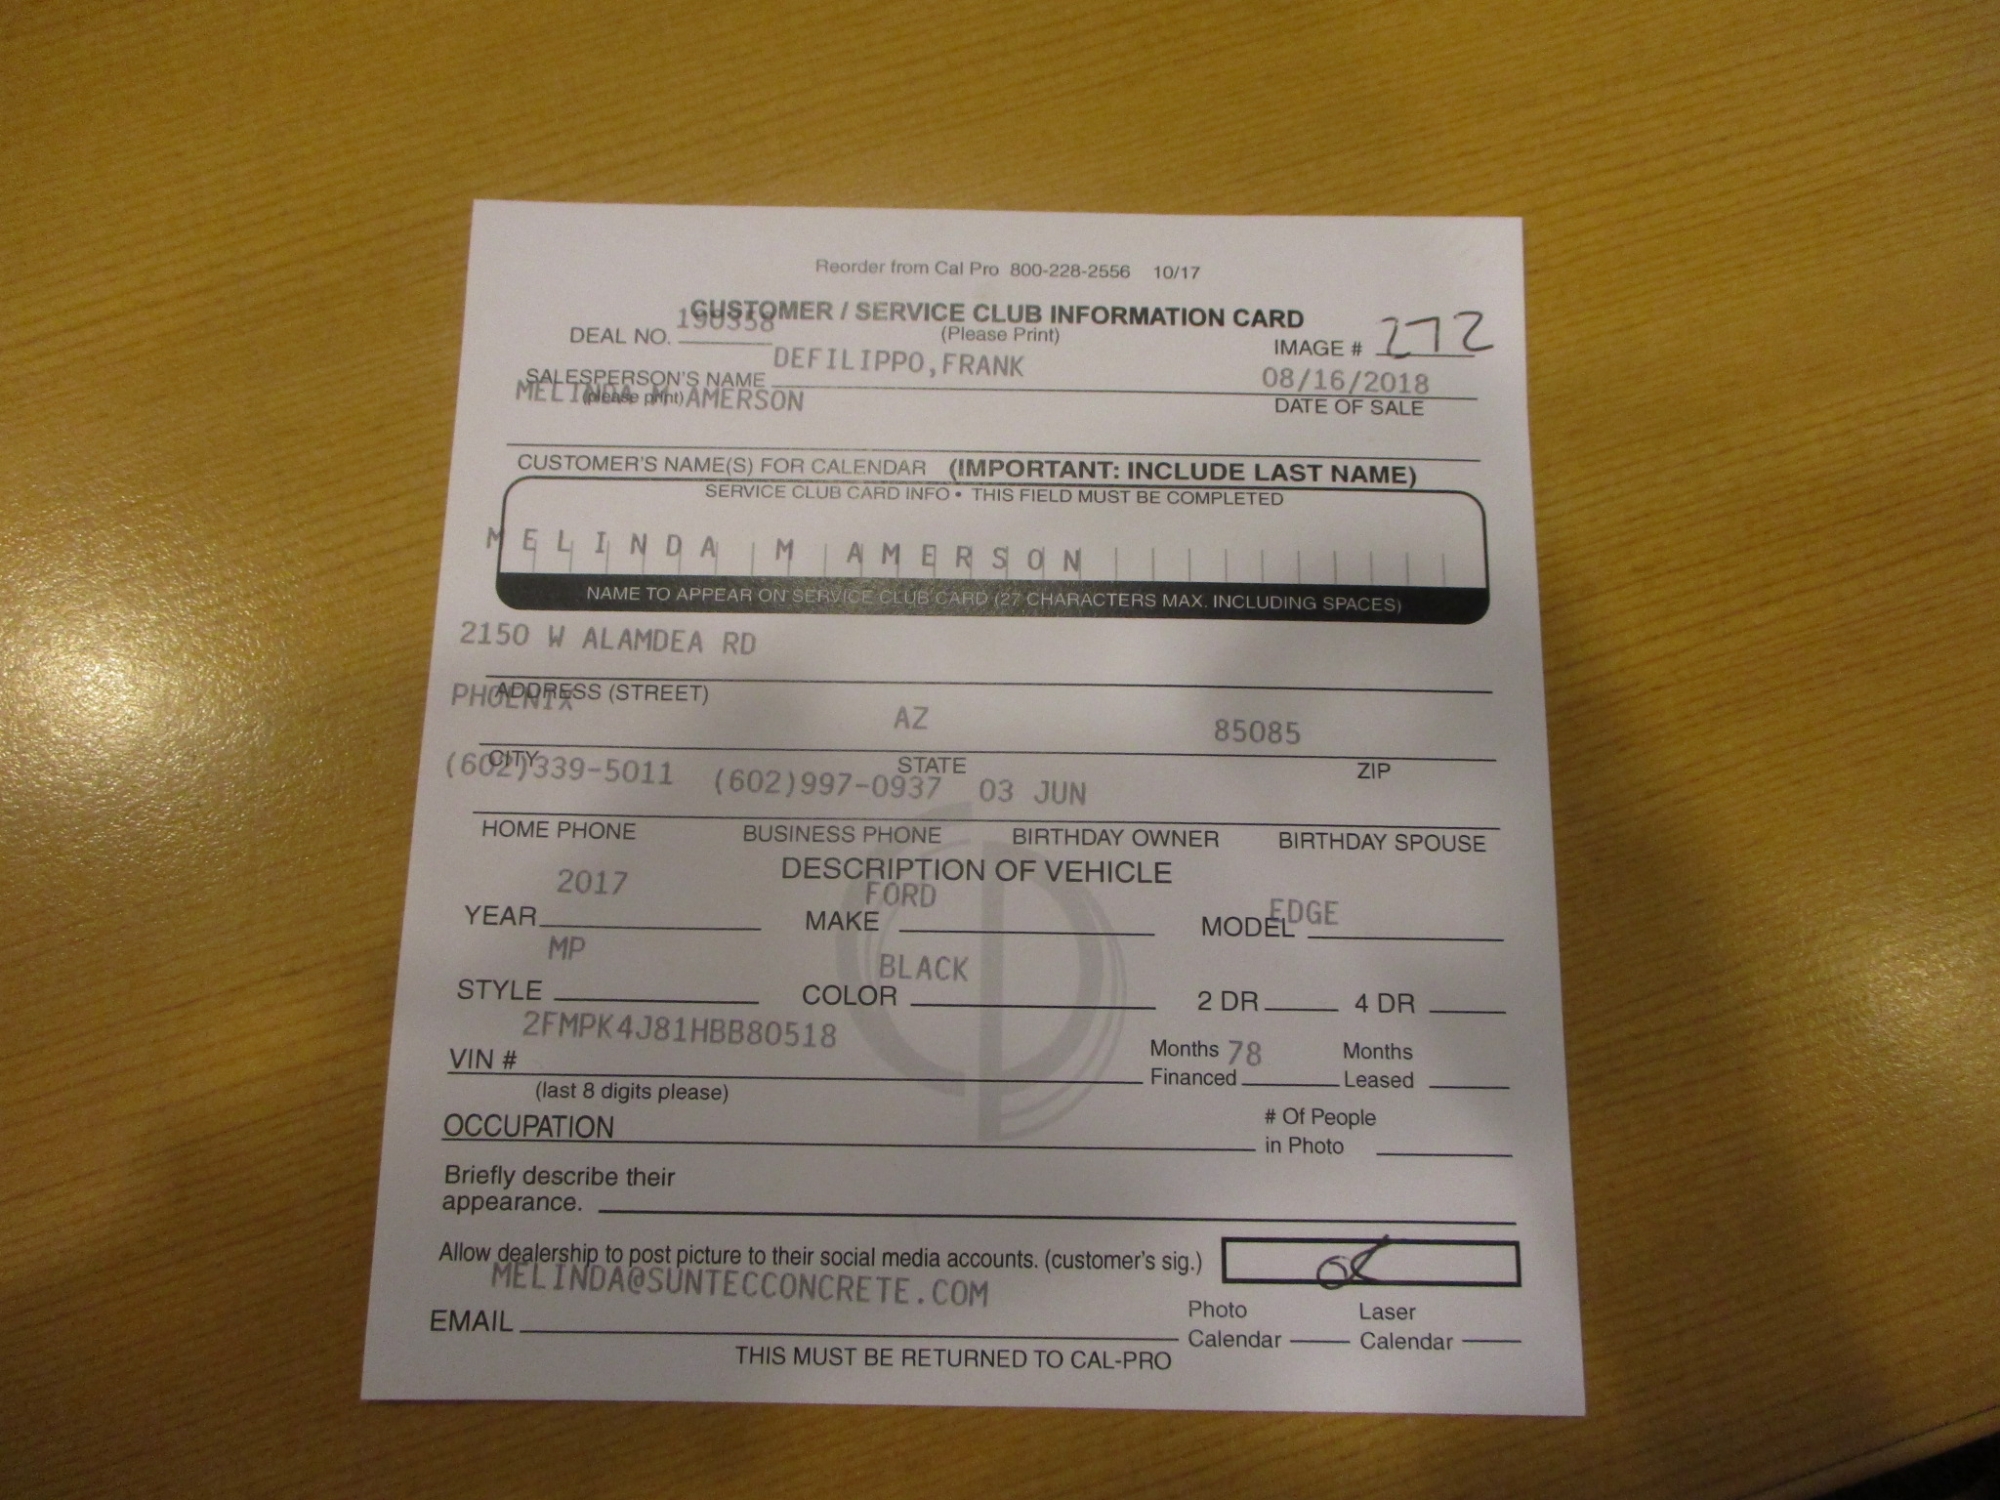 Reorder from Cal Pro 800-228-2556 10/17
CUSTOMER / SERVICE CLUB INFORMATION CARD
(Please Print)
DEAL NO. 190358
IMAGE # 272
SALESPERSON'S NAME DEFILIPPO,FRANK
(please print)
08/16/2018
DATE OF SALE
MELINDA M AMERSON
CUSTOMER'S NAME(S) FOR CALENDAR (IMPORTANT: INCLUDE LAST NAME)
SERVICE CLUB CARD INFO • THIS FIELD MUST BE COMPLETED
MELINDA M AMERSON
NAME TO APPEAR ON SERVICE CLUB CARD (27 CHARACTERS MAX. INCLUDING SPACES)
2150 W ALAMDEA RD
ADDRESS (STREET)
PHOENIX AZ 85085
CITY STATE ZIP
(602)339-5011 (602)997-0937 03 JUN
HOME PHONE BUSINESS PHONE BIRTHDAY OWNER BIRTHDAY SPOUSE
DESCRIPTION OF VEHICLE
YEAR 2017 MAKE FORD MODEL EDGE
STYLE MP COLOR BLACK 2 DR 4 DR
VIN # 2FMPK4J81HBB80518
(last 8 digits please)
Months Financed 78 Months Leased
OCCUPATION
# Of People in Photo
Briefly describe their
appearance.
Allow dealership to post picture to their social media accounts. (customer's sig.)
MELINDA@SUNTECCONCRETE.COM
EMAIL
Photo Calendar Laser Calendar
THIS MUST BE RETURNED TO CAL-PRO